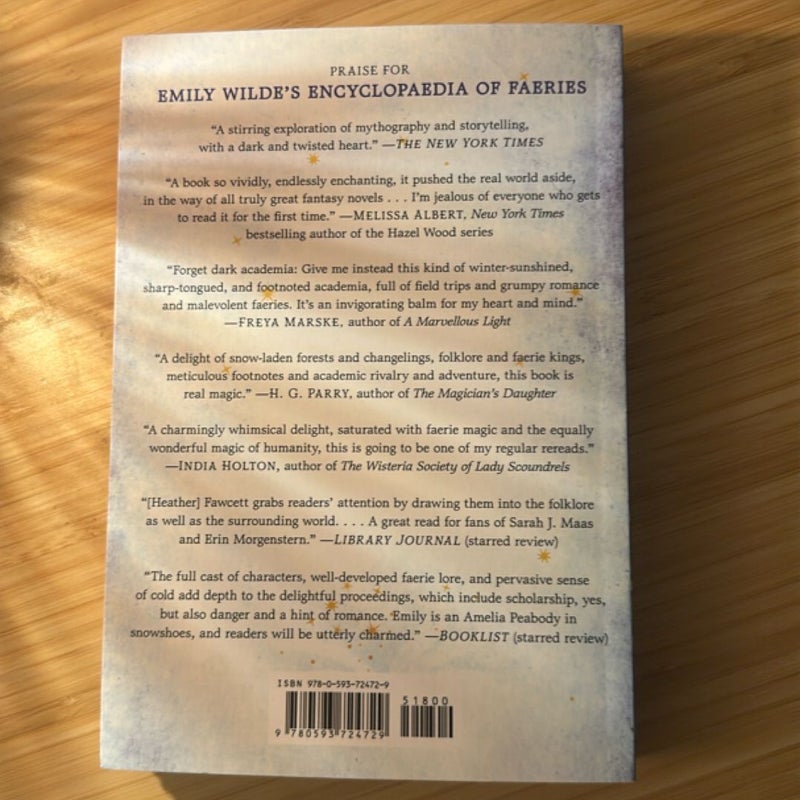 PRAISE FOR
EMILY WILDE'S ENCYCLOPAEDIA OF FAERIES
“A stirring exploration of mythography and storytelling,
with a dark and twisted heart.” —THE NEW YORK TIMES
“A book so vividly, endlessly enchanting, it pushed the real world aside,
in the way of all truly great fantasy novels . . . I’m jealous of everyone who gets
to read it for the first time.” —MELISSA ALBERT, New York Times
bestselling author of the Hazel Wood series
“Forget dark academia: Give me instead this kind of winter-sunshined,
sharp-tongued, and footnoted academia, full of field trips and grumpy romance
and malevolent faeries. It’s an invigorating balm for my heart and mind.”
—FREYA MARSKE, author of A Marvellous Light
“A delight of snow-laden forests and changelings, folklore and faerie kings,
meticulous footnotes and academic rivalry and adventure, this book is
real magic.” —H. G. PARRY, author of The Magician’s Daughter
“A charmingly whimsical delight, saturated with faerie magic and the equally
wonderful magic of humanity, this is going to be one of my regular rereads.”
—INDIA HOLTON, author of The Wisteria Society of Lady Scoundrels
“[Heather] Fawcett grabs readers’ attention by drawing them into the folklore
as well as the surrounding world. . . . A great read for fans of Sarah J. Maas
and Erin Morgenstern.” —LIBRARY JOURNAL (starred review)
“The full cast of characters, well-developed faerie lore, and pervasive sense
of cold add depth to the delightful proceedings, which include scholarship, yes,
but also danger and a hint of romance. Emily is an Amelia Peabody in
snowshoes, and readers will be utterly charmed.” —BOOKLIST (starred review)
ISBN 978-0-593-72472-9
51800
9 780593 724729